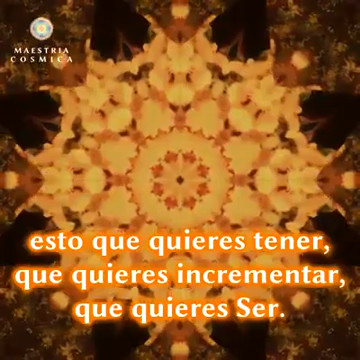 MAESTRIA
COSMICA
esto que quieres tener,
que quieres incrementar,
que quieres Ser.